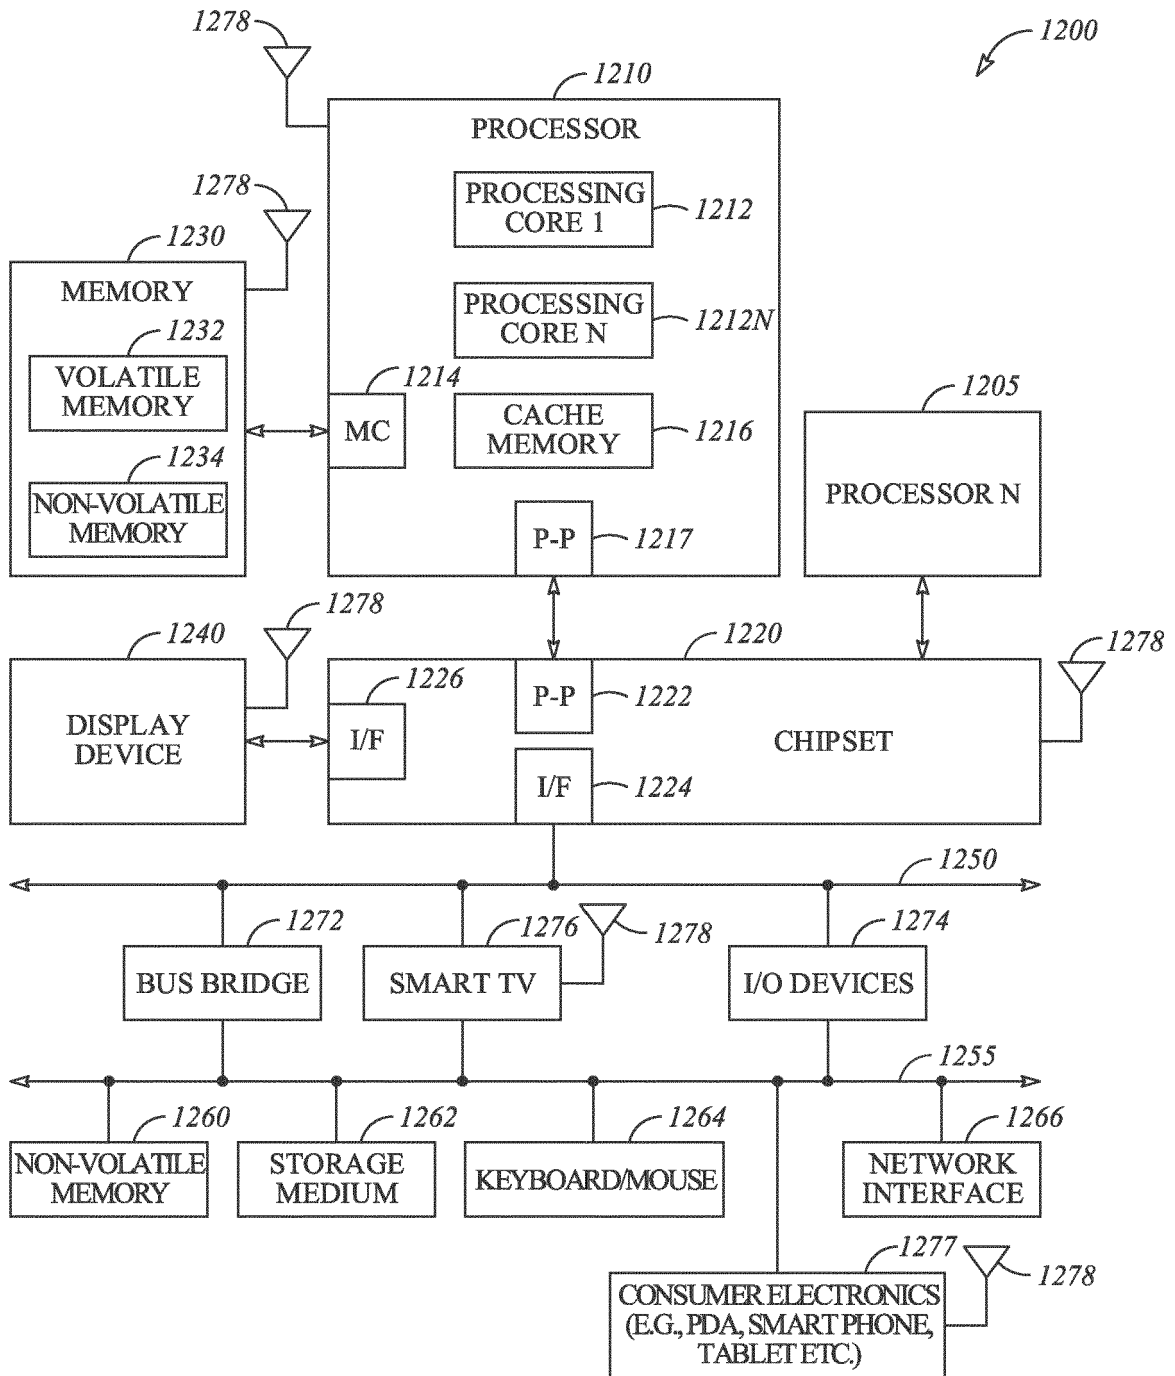 1278
1200
1210
PROCESSOR
PROCESSING
CORE 1
1212
1278
1230
MEMORY
PROCESSING
CORE N
1212N
1232
VOLATILE
MEMORY
1214
MC
CACHE
MEMORY
1216
1205
PROCESSOR N
1234
NON-VOLATILE
MEMORY
P-P
1217
1278
1240
DISPLAY
DEVICE
1220
1278
1226
I/F
P-P
1222
CHIPSET
I/F
1224
1250
1272
BUS BRIDGE
1276
SMART TV
1278
1274
I/O DEVICES
1255
1260
NON-VOLATILE
MEMORY
1262
STORAGE
MEDIUM
1264
KEYBOARD/MOUSE
1266
NETWORK
INTERFACE
1277
CONSUMER ELECTRONICS
(E.G., PDA, SMART PHONE,
TABLET ETC.)
1278